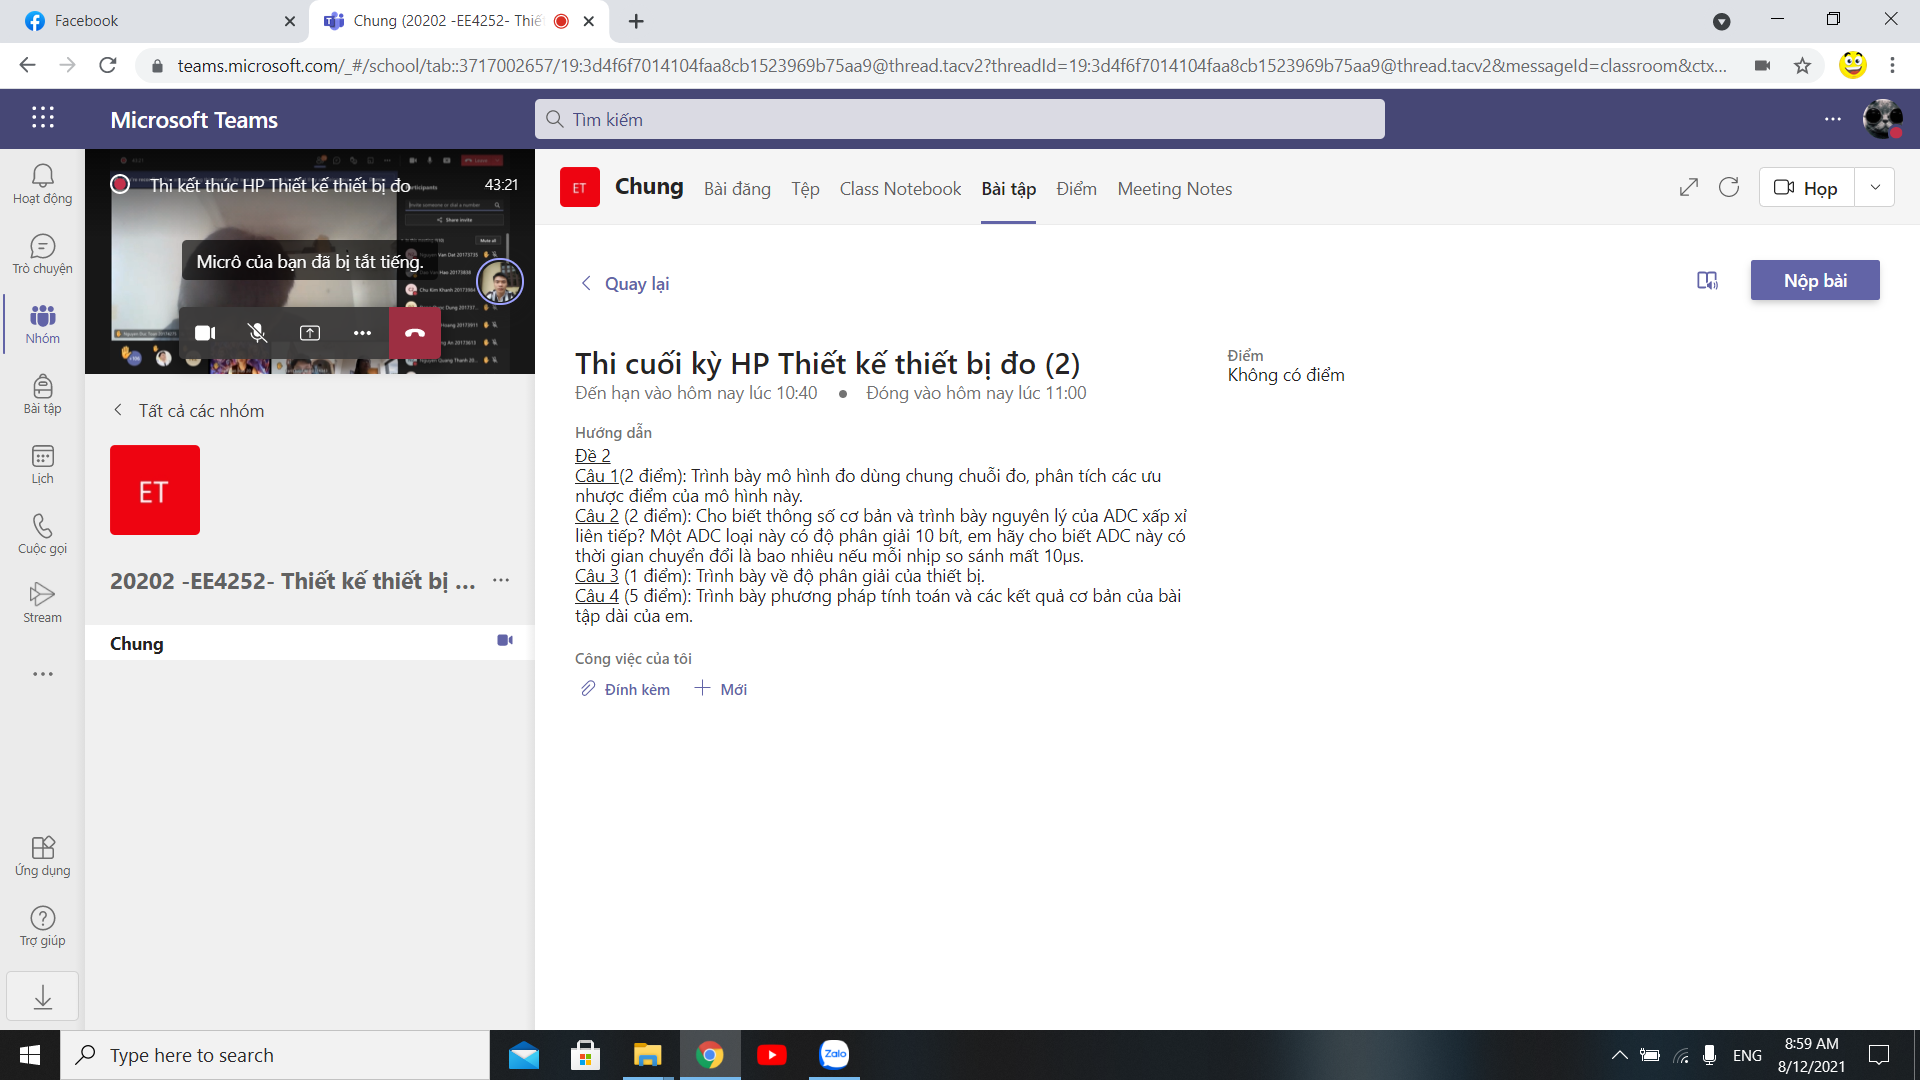 Facebook
Chung (20202 -EE4252- Thiế
teams.microsoft.com/_#/school/tab::3717002657/19:3d4f6f7014104faa8cb1523969b75aa9@thread.tacv2?threadId=19:3d4f6f7014104faa8cb1523969b75aa9@thread.tacv2&messageId=classroom&ctx...
Microsoft Teams
Tìm kiếm
Hoạt động
Trò chuyện
Nhóm
Bài tập
Lịch
Cuộc gọi
Stream
Ứng dụng
Trợ giúp
Thi kết thúc HP Thiết kế thiết bị đo
43:21
Share invite
Mute all
Micrô của bạn đã bị tắt tiếng.
Tất cả các nhóm
ET
20202 -EE4252- Thiết kế thiết bị ...
Chung
ET
Chung
Bài đăng
Tệp
Class Notebook
Bài tập
Điểm
Meeting Notes
Họp
Quay lại
Nộp bài
Thi cuối kỳ HP Thiết kế thiết bị đo (2)
Đến hạn vào hôm nay lúc 10:40 • Đóng vào hôm nay lúc 11:00
Điểm
Không có điểm
Hướng dẫn
Đề 2
Câu 1(2 điểm): Trình bày mô hình đo dùng chung chuỗi đo, phân tích các ưu
nhược điểm của mô hình này.
Câu 2 (2 điểm): Cho biết thông số cơ bản và trình bày nguyên lý của ADC xấp xỉ
liên tiếp? Một ADC loại này có độ phân giải 10 bít, em hãy cho biết ADC này có
thời gian chuyển đổi là bao nhiêu nếu mỗi nhịp so sánh mất 10µs.
Câu 3 (1 điểm): Trình bày về độ phân giải của thiết bị.
Câu 4 (5 điểm): Trình bày phương pháp tính toán và các kết quả cơ bản của bài
tập dài của em.
Công việc của tôi
Đính kèm
Mới
Type here to search
Zalo
ENG
8:59 AM
8/12/2021